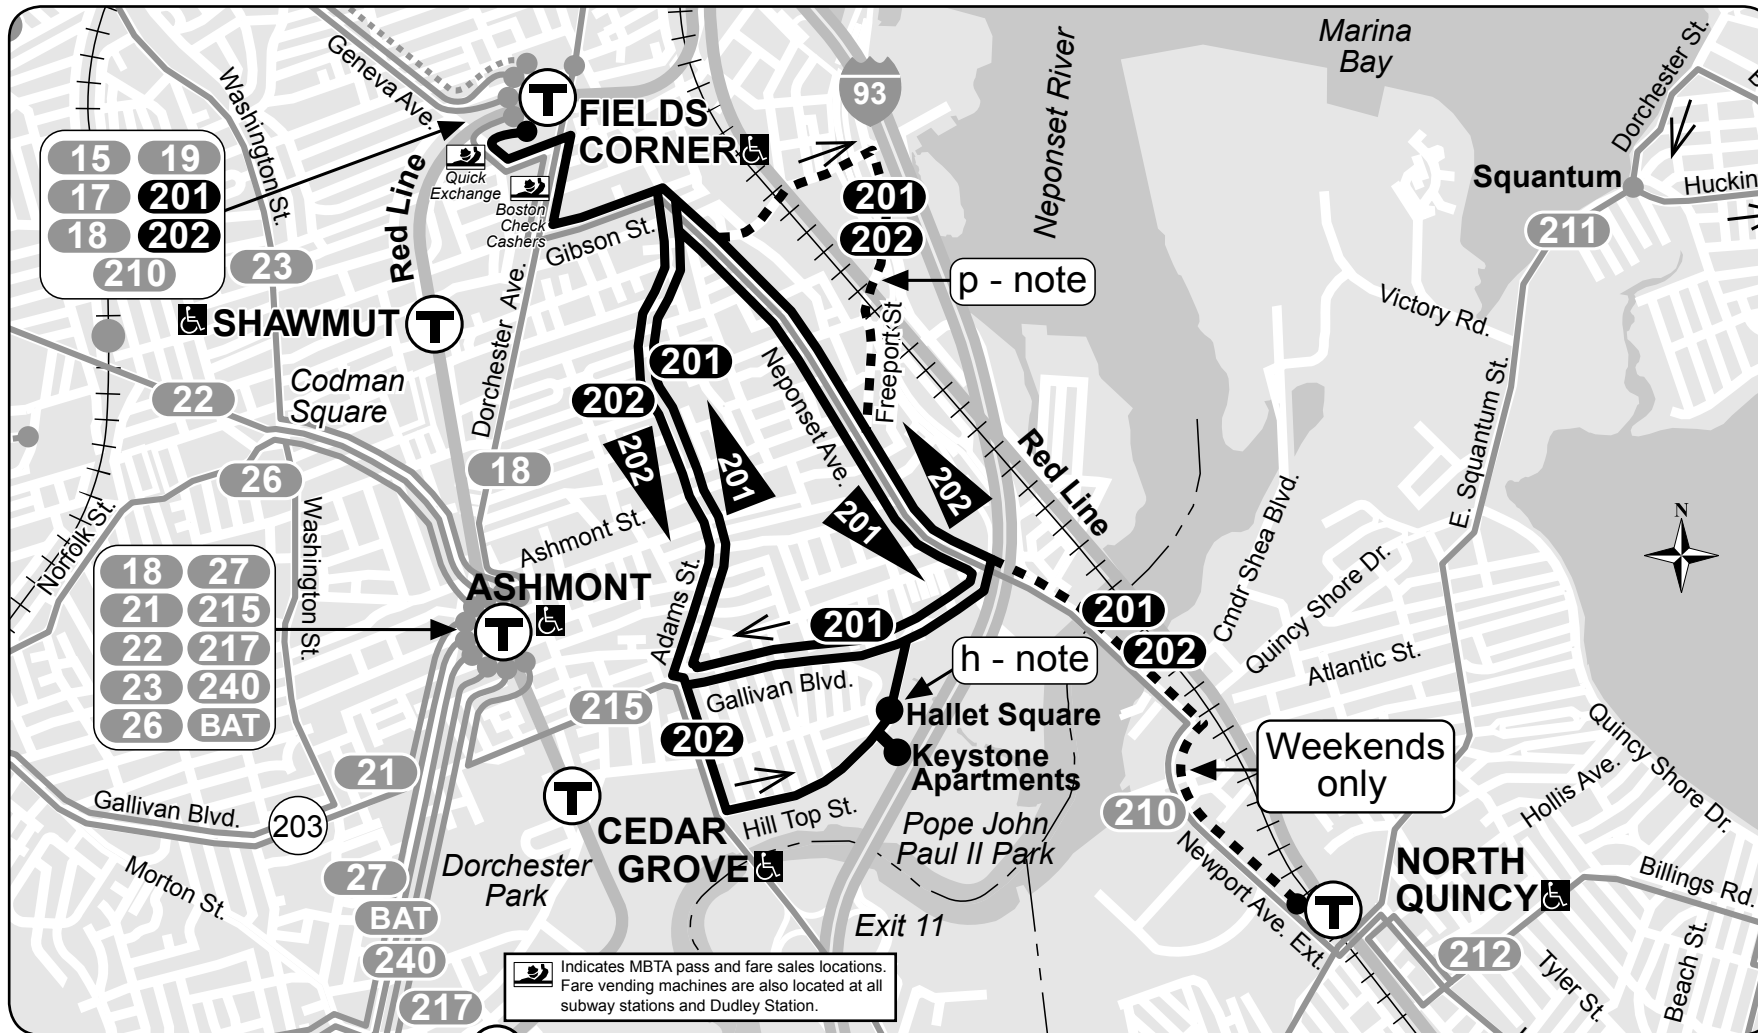 Marina
Bay
Geneva Ave.
Washington St.
T
FIELDS
CORNER
93
Neponset River
Dorchester St.
15
19
17
201
18
202
210
Quick
Exchange
Boston
Check
Cashers
Red Line
201
202
p - note
Squantum
Huckin
211
23
Gibson St.
SHAWMUT
T
Victory Rd.
Freeport St
201
Neponset Ave.
Codman
Square
22
202
Dorchester Ave.
E. Squantum St.
202
201
202
201
Red Line
18
26
Washington St.
Norfolk St.
Ashmont St.
Cmdr Shea Blvd.
Quincy Shore Dr.
N
18
27
21
215
22
217
23
240
26
BAT
ASHMONT
T
Adams St.
201
201
202
Atlantic St.
h - note
Gallivan Blvd.
215
Hallet Square
202
Keystone
Apartments
Weekends
only
Quincy Shore Dr.
Hollis Ave.
21
T
Gallivan Blvd.
203
CEDAR
GROVE
Hill Top St.
Pope John
Paul II Park
210
Newport Ave. Ext.
NORTH
QUINCY
T
Billings Rd.
Morton St.
27
Dorchester
Park
BAT
Exit 11
240
212
Tyler St.
Beach St.
217
Indicates MBTA pass and fare sales locations.
Fare vending machines are also located at all
subway stations and Dudley Station.